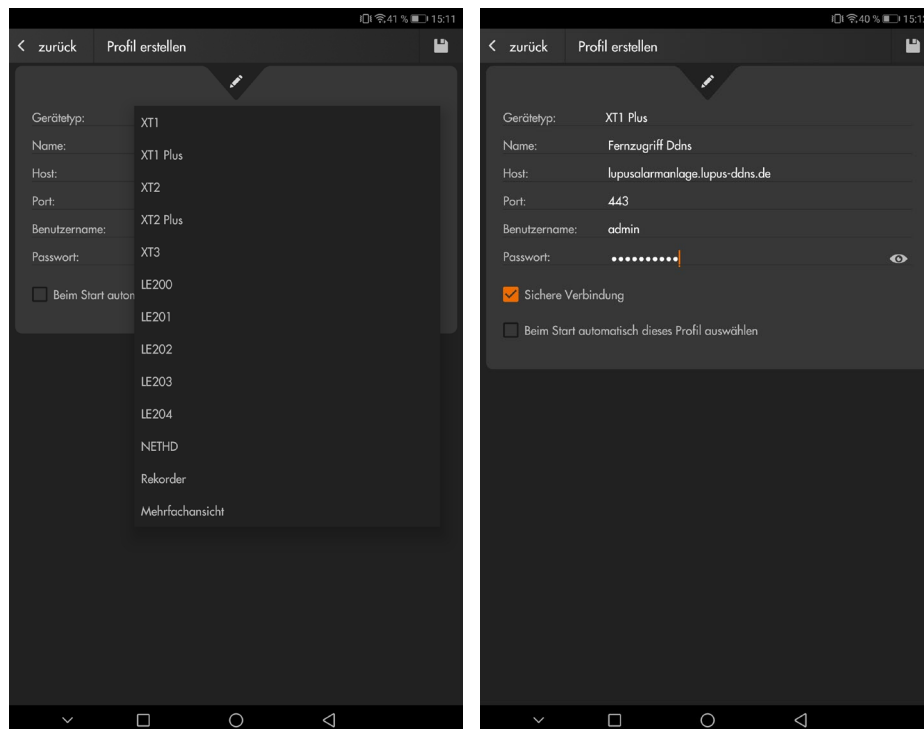 41 % 15:11
zurück Profil erstellen
Gerätetyp:
Name:
Host:
Port:
Benutzername:
Passwort:
Beim Start autom
XT1
XT1 Plus
XT2
XT2 Plus
XT3
LE200
LE201
LE202
LE203
LE204
NETHD
Rekorder
Mehrfachansicht
40 %
zurück Profil erstellen
Gerätetyp: XT1 Plus
Name: Fernzugriff Ddns
Host: lupusalarmanlage.lupus-ddns.de
Port: 443
Benutzername: admin
Passwort: ••••••••••
Sichere Verbindung
Beim Start automatisch dieses Profil auswählen